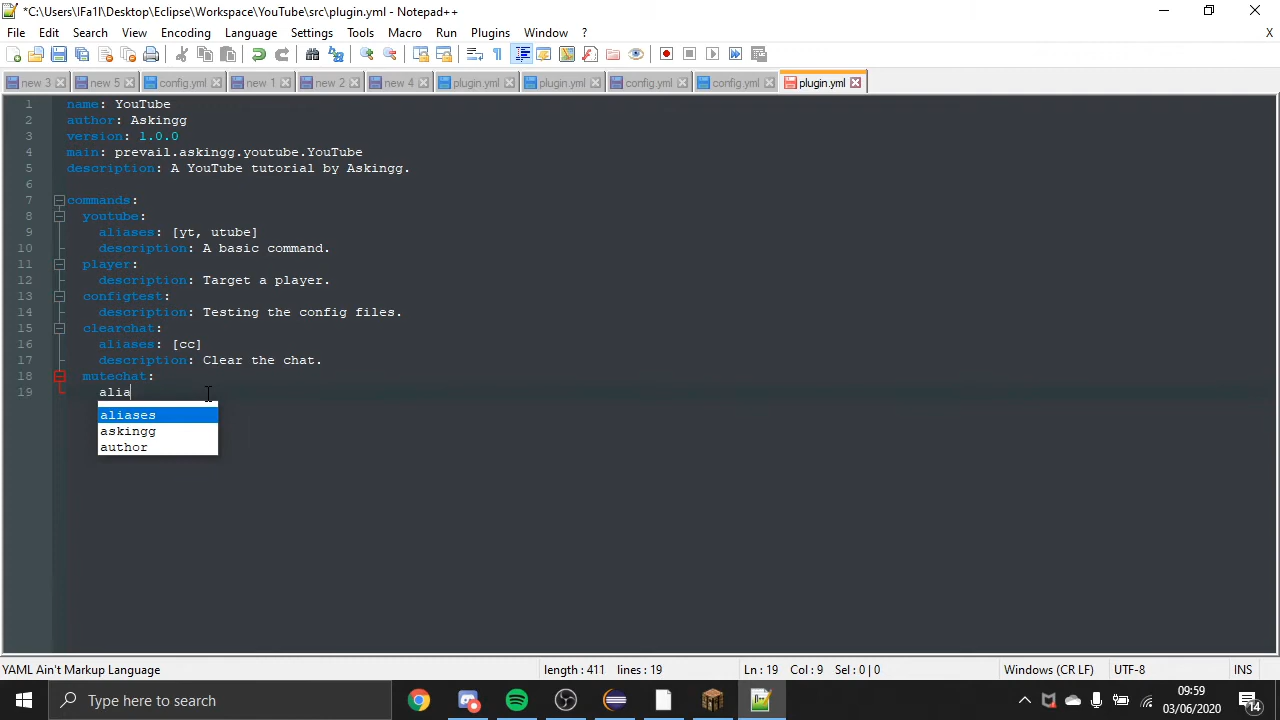 *C:\Users\lFa1l\Desktop\Eclipse\Workspace\YouTube\src\plugin.yml - Notepad++
File Edit Search View Encoding Language Settings Tools Macro Run Plugins Window ? X
new 3 new 5 config.yml new 1 new 2 new 4 plugin.yml plugin.yml config.yml config.yml plugin.yml
1 name: YouTube
2 author: Askingg
3 version: 1.0.0
4 main: prevail.askingg.youtube.YouTube
5 description: A YouTube tutorial by Askingg.
6
7 commands:
8 youtube:
9 aliases: [yt, utube]
10 description: A basic command.
11 player:
12 description: Target a player.
13 configtest:
14 description: Testing the config files.
15 clearchat:
16 aliases: [cc]
17 description: Clear the chat.
18 mutechat:
19 alia
aliases
askingg
author
YAML Ain't Markup Language length : 411 lines : 19 Ln : 19 Col : 9 Sel : 0 | 0 Windows (CR LF) UTF-8 INS
Type here to search 09:59
03/06/2020 14